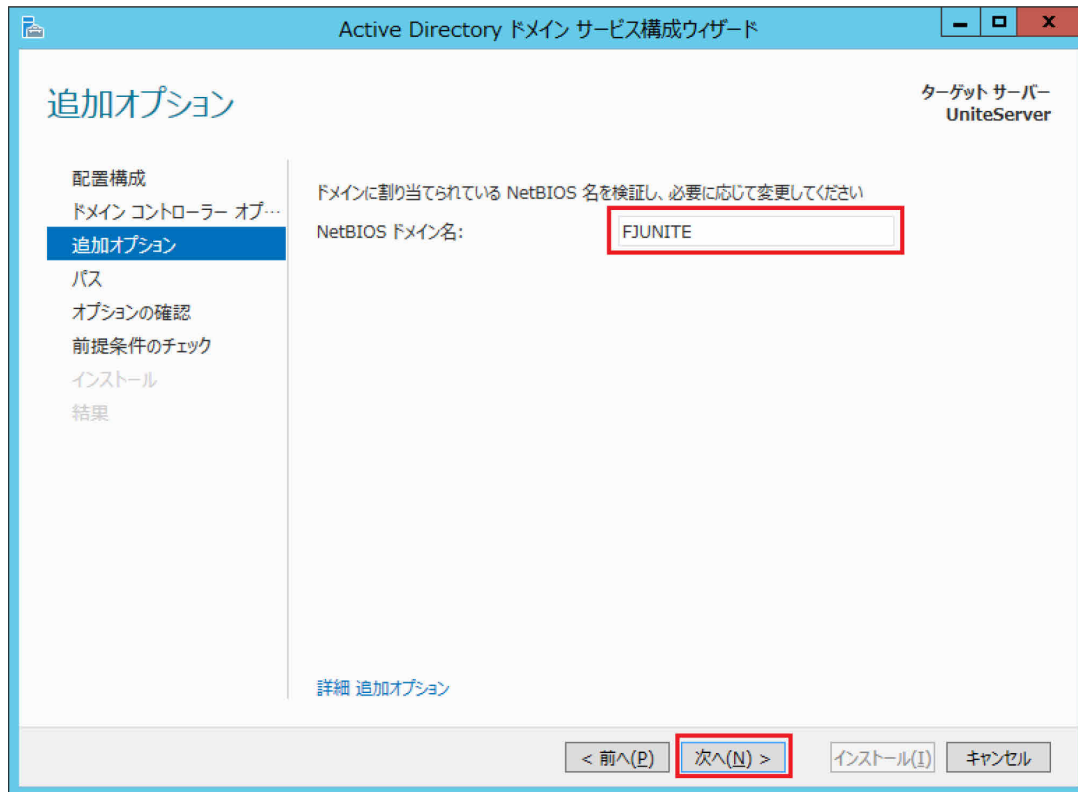 Active Directory ドメイン サービス構成ウィザード
追加オプション
ターゲット サーバー
UniteServer
配置構成
ドメイン コントローラー オプ…
追加オプション
パス
オプションの確認
前提条件のチェック
インストール
結果
ドメインに割り当てられている NetBIOS 名を検証し、必要に応じて変更してください
NetBIOS ドメイン名: FJUNITE
詳細 追加オプション
< 前へ(P) 次へ(N) > インストール(I) キャンセル